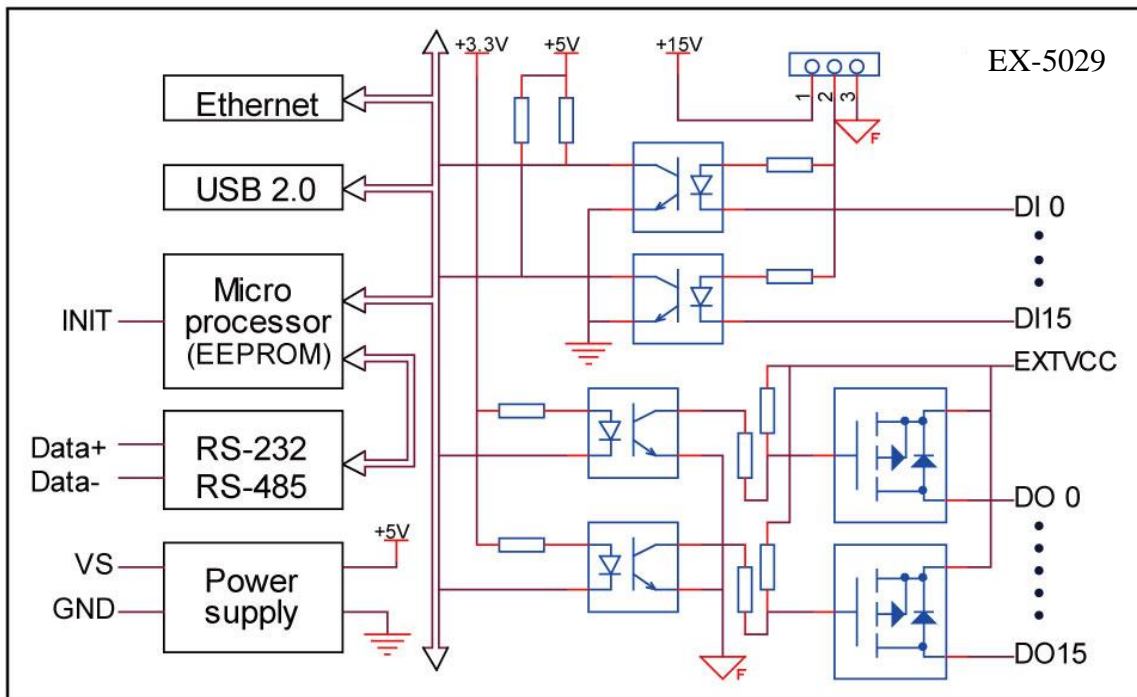 +3.3V
+5V
+15V
EX-5029
1
2
3
F
Ethernet
USB 2.0
DI 0
INIT
Micro
processor
(EEPROM)
DI15
EXTVCC
Data+
Data-
RS-232
RS-485
DO 0
+5V
VS
GND
Power
supply
F
DO15